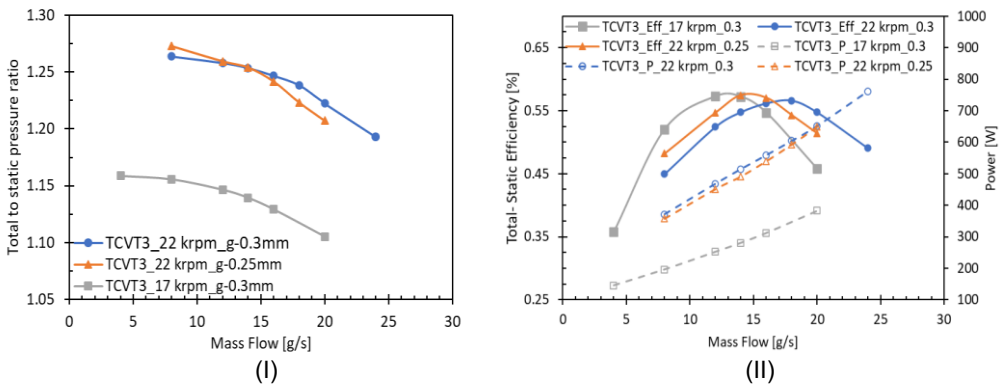 Total to static pressure ratio
1.30
1.25
1.20
1.15
1.10
1.05
TCVT3_22 krpm_g-0.3mm
TCVT3_22 krpm_g-0.25mm
TCVT3_17 krpm_g-0.3mm
0 5 10 15 20 25 30
Mass Flow [g/s]
(I)
Total- Static Efficiency [%]
0.65
0.55
0.45
0.35
0.25
TCVT3_Eff_17 krpm_0.3 TCVT3_Eff_22 krpm_0.3
TCVT3_Eff_22 krpm_0.25 TCVT3_P_17 krpm_0.3
TCVT3_P_22 krpm_0.3 TCVT3_P_22 krpm_0.25
1000
900
800
700
600
500
400
300
200
100
Power [W]
0 5 10 15 20 25 30
Mass Flow [g/s]
(II)